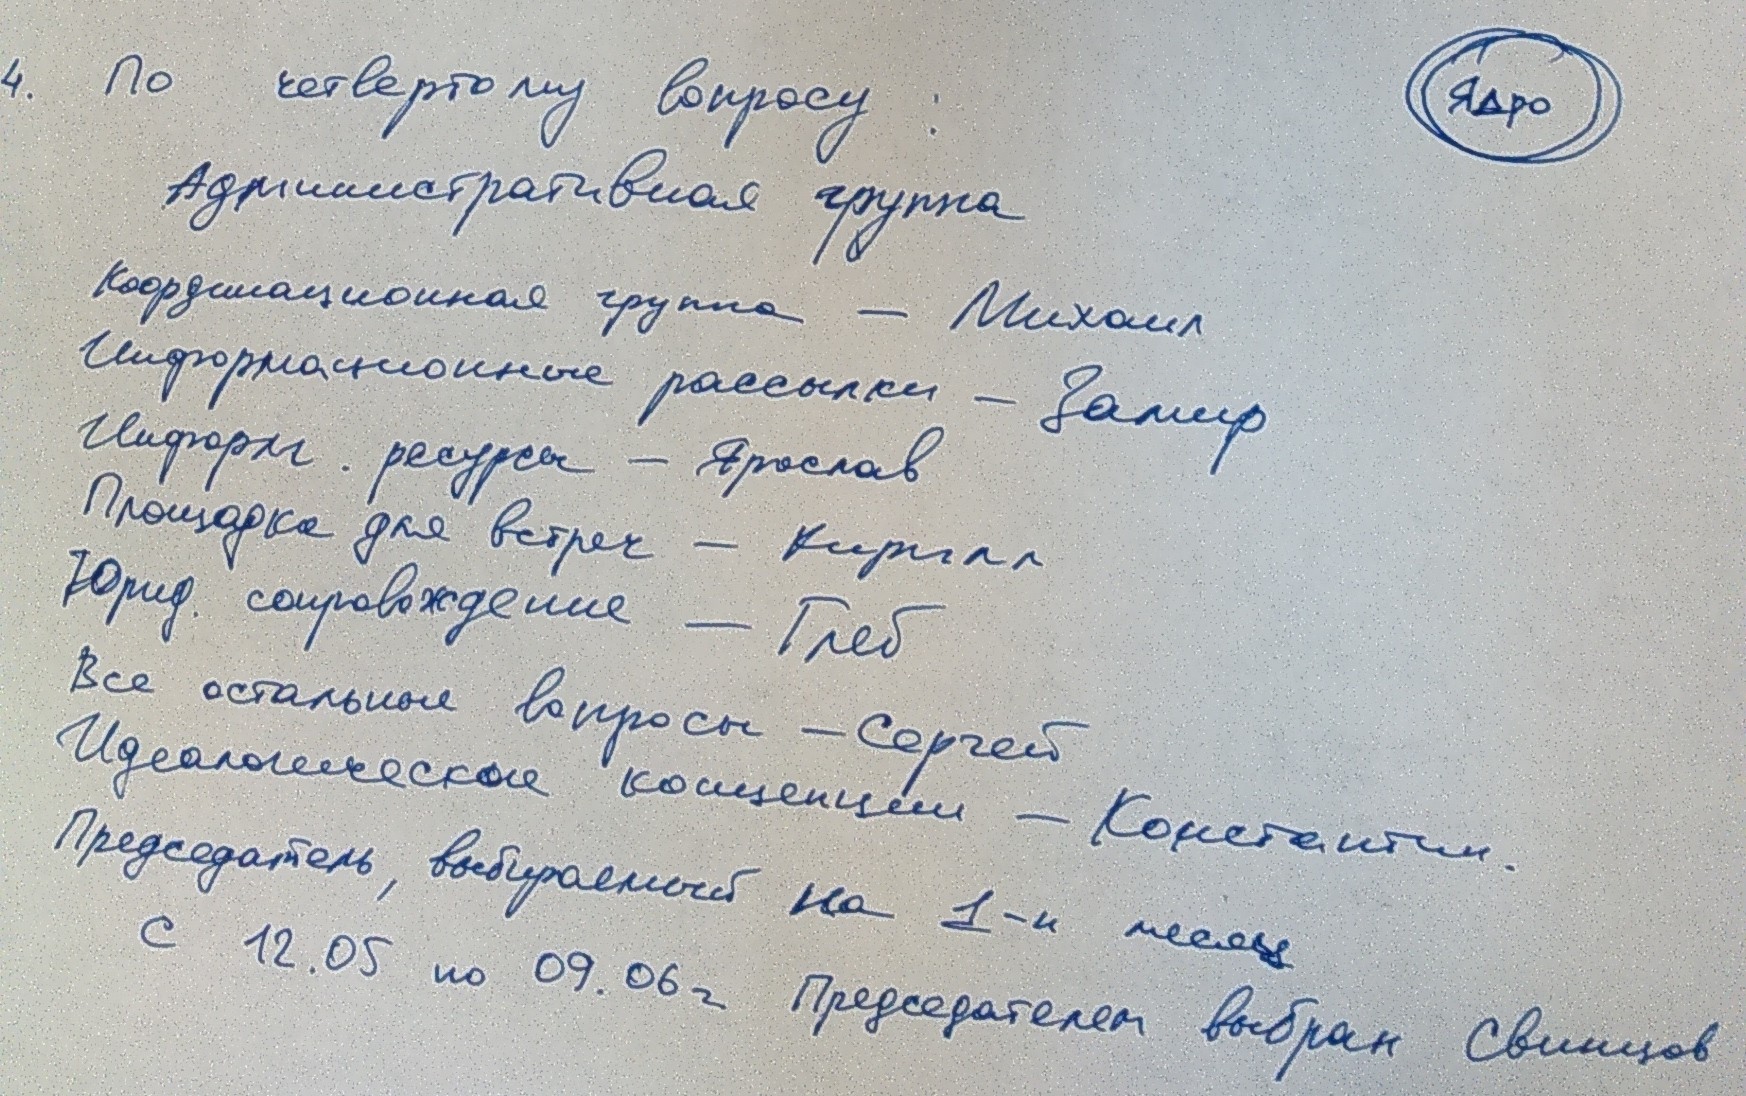 4. По четвертому вопросу:
Ядро
Административная группа
Координационная группа — Михаил
Информационные рассылки — Замир
Информ. ресурсы — Ярослав
Площадка для встреч — Кирилл
Юрид. сопровождение — Глеб
Все остальные вопросы — Сергей
Идеологические концепции — Константин.
Председатель, выбираемый на 1-н месяц
С 12.05 по 09.06г Председателем выбран Свинцов